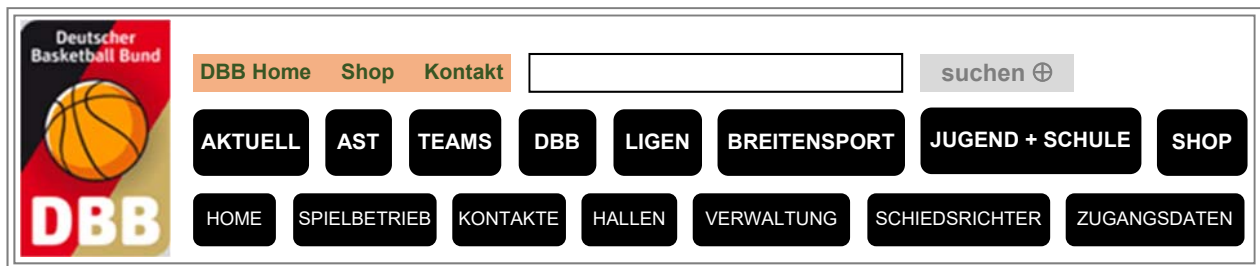 Deutscher
Basketball Bund
DBB
DBB Home Shop Kontakt suchen ⊕
AKTUELL AST TEAMS DBB LIGEN BREITENSPORT JUGEND + SCHULE SHOP
HOME SPIELBETRIEB KONTAKTE HALLEN VERWALTUNG SCHIEDSRICHTER ZUGANGSDATEN